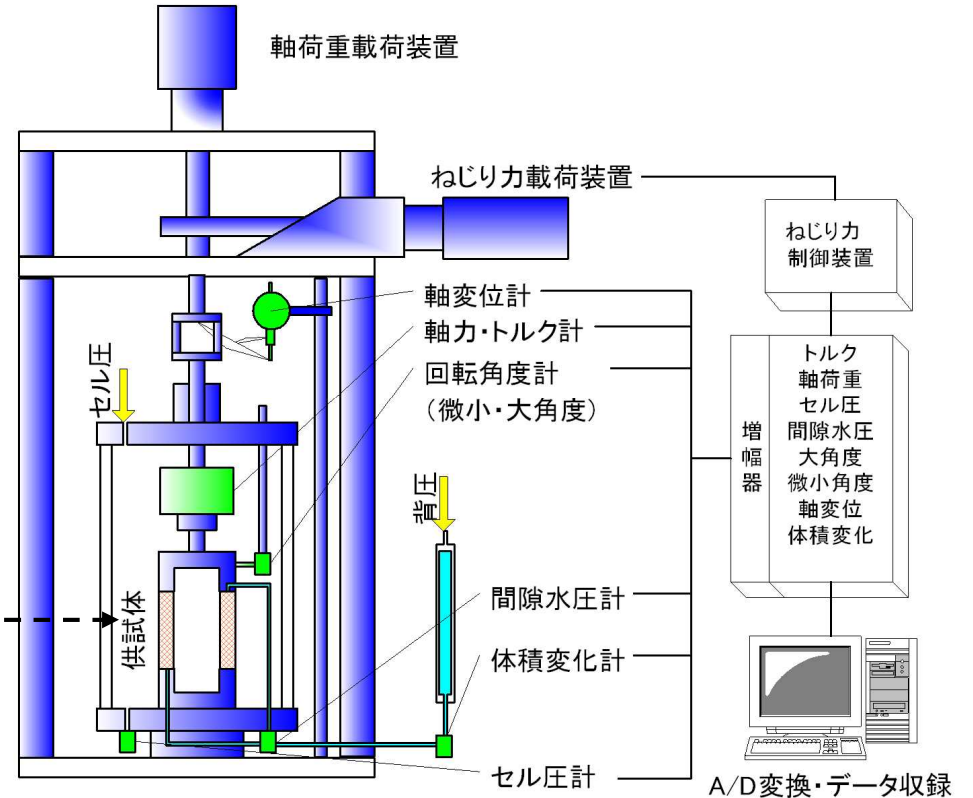 軸荷重載荷装置
ねじり力載荷装置
ねじり力
制御装置
軸変位計
軸力・トルク計
回転角度計
（微小・大角度）
セル圧
背圧
供試体
間隙水圧計
体積変化計
セル圧計
増幅器
トルク
軸荷重
セル圧
間隙水圧
大角度
微小角度
軸変位
体積変化
A/D変換・データ収録